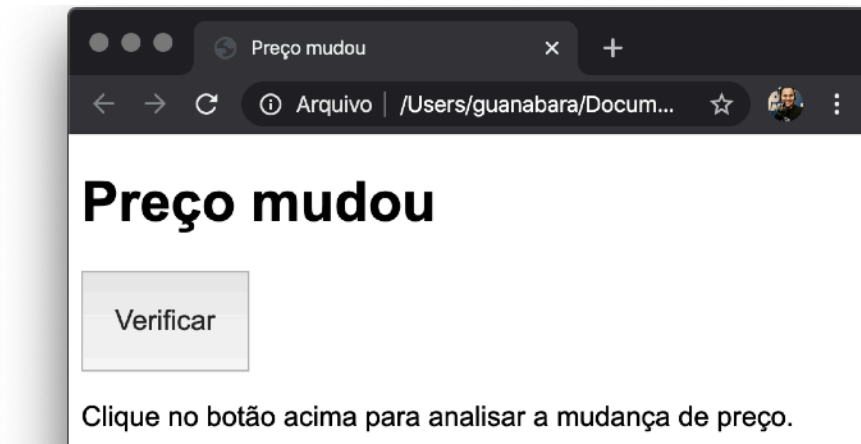 Preço mudou
Arquivo | /Users/guanabara/Docum...
Preço mudou
Verificar
Clique no botão acima para analisar a mudança de preço.